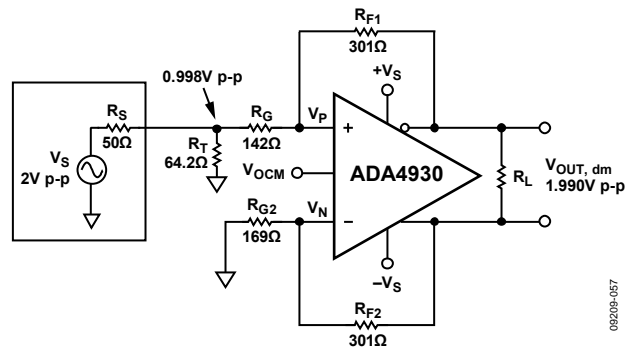 RF1
301Ω
0.998V p-p
+VS
RS
50Ω
RG
142Ω
VP
+
RT
64.2Ω
VS
2V p-p
VOCM
ADA4930
RL
VOUT, dm
1.990V p-p
RG2
169Ω
VN
−
−VS
RF2
301Ω
09209-057